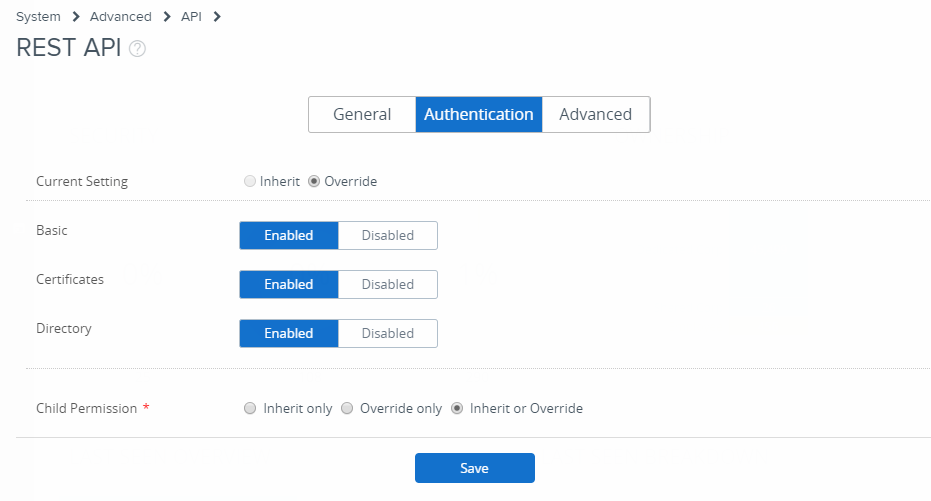 System > Advanced > API >
REST API ?
General Authentication Advanced
Current Setting Inherit Override
Basic Enabled Disabled
Certificates Enabled Disabled
Directory Enabled Disabled
Child Permission * Inherit only Override only Inherit or Override
Save